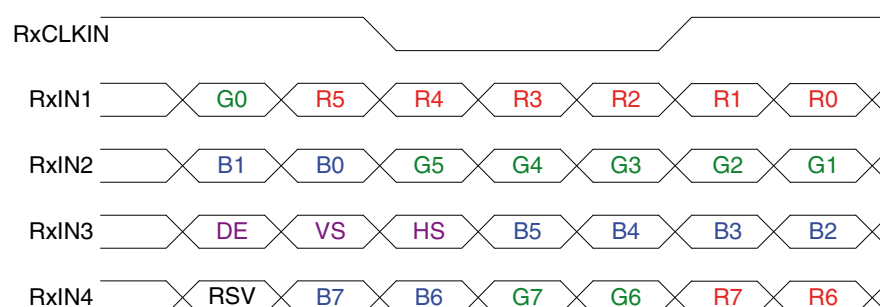 RxCLKIN
RxIN1 G0 R5 R4 R3 R2 R1 R0
RxIN2 B1 B0 G5 G4 G3 G2 G1
RxIN3 DE VS HS B5 B4 B3 B2
RxIN4 RSV B7 B6 G7 G6 R7 R6